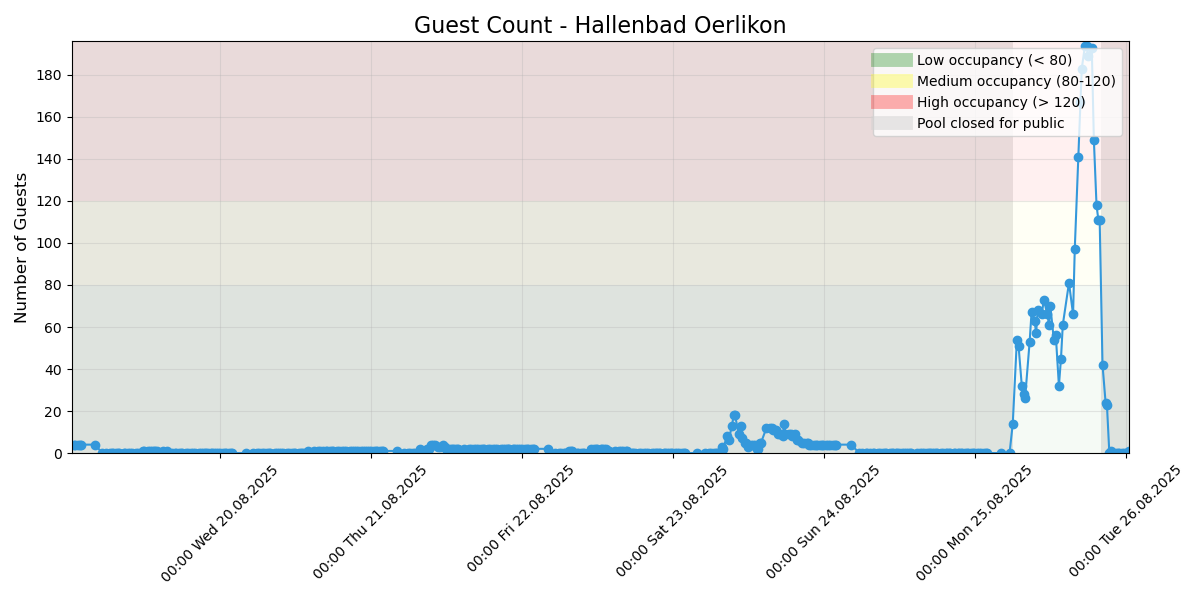 Guest Count - Hallenbad Oerlikon
Number of Guests
180
160
140
120
100
80
60
40
20
0
Low occupancy (< 80)
Medium occupancy (80-120)
High occupancy (> 120)
Pool closed for public
00:00 Wed 20.08.2025
00:00 Thu 21.08.2025
00:00 Fri 22.08.2025
00:00 Sat 23.08.2025
00:00 Sun 24.08.2025
00:00 Mon 25.08.2025
00:00 Tue 26.08.2025